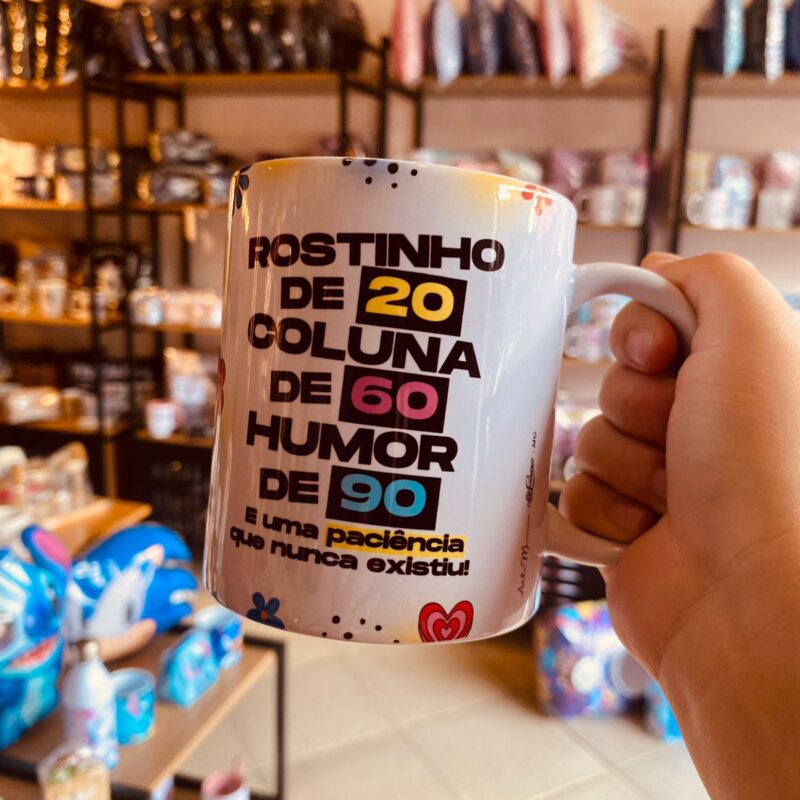 ROSTINHO
DE 20
COLUNA
DE 60
HUMOR
DE 90
E uma paciência
que nunca existiu!